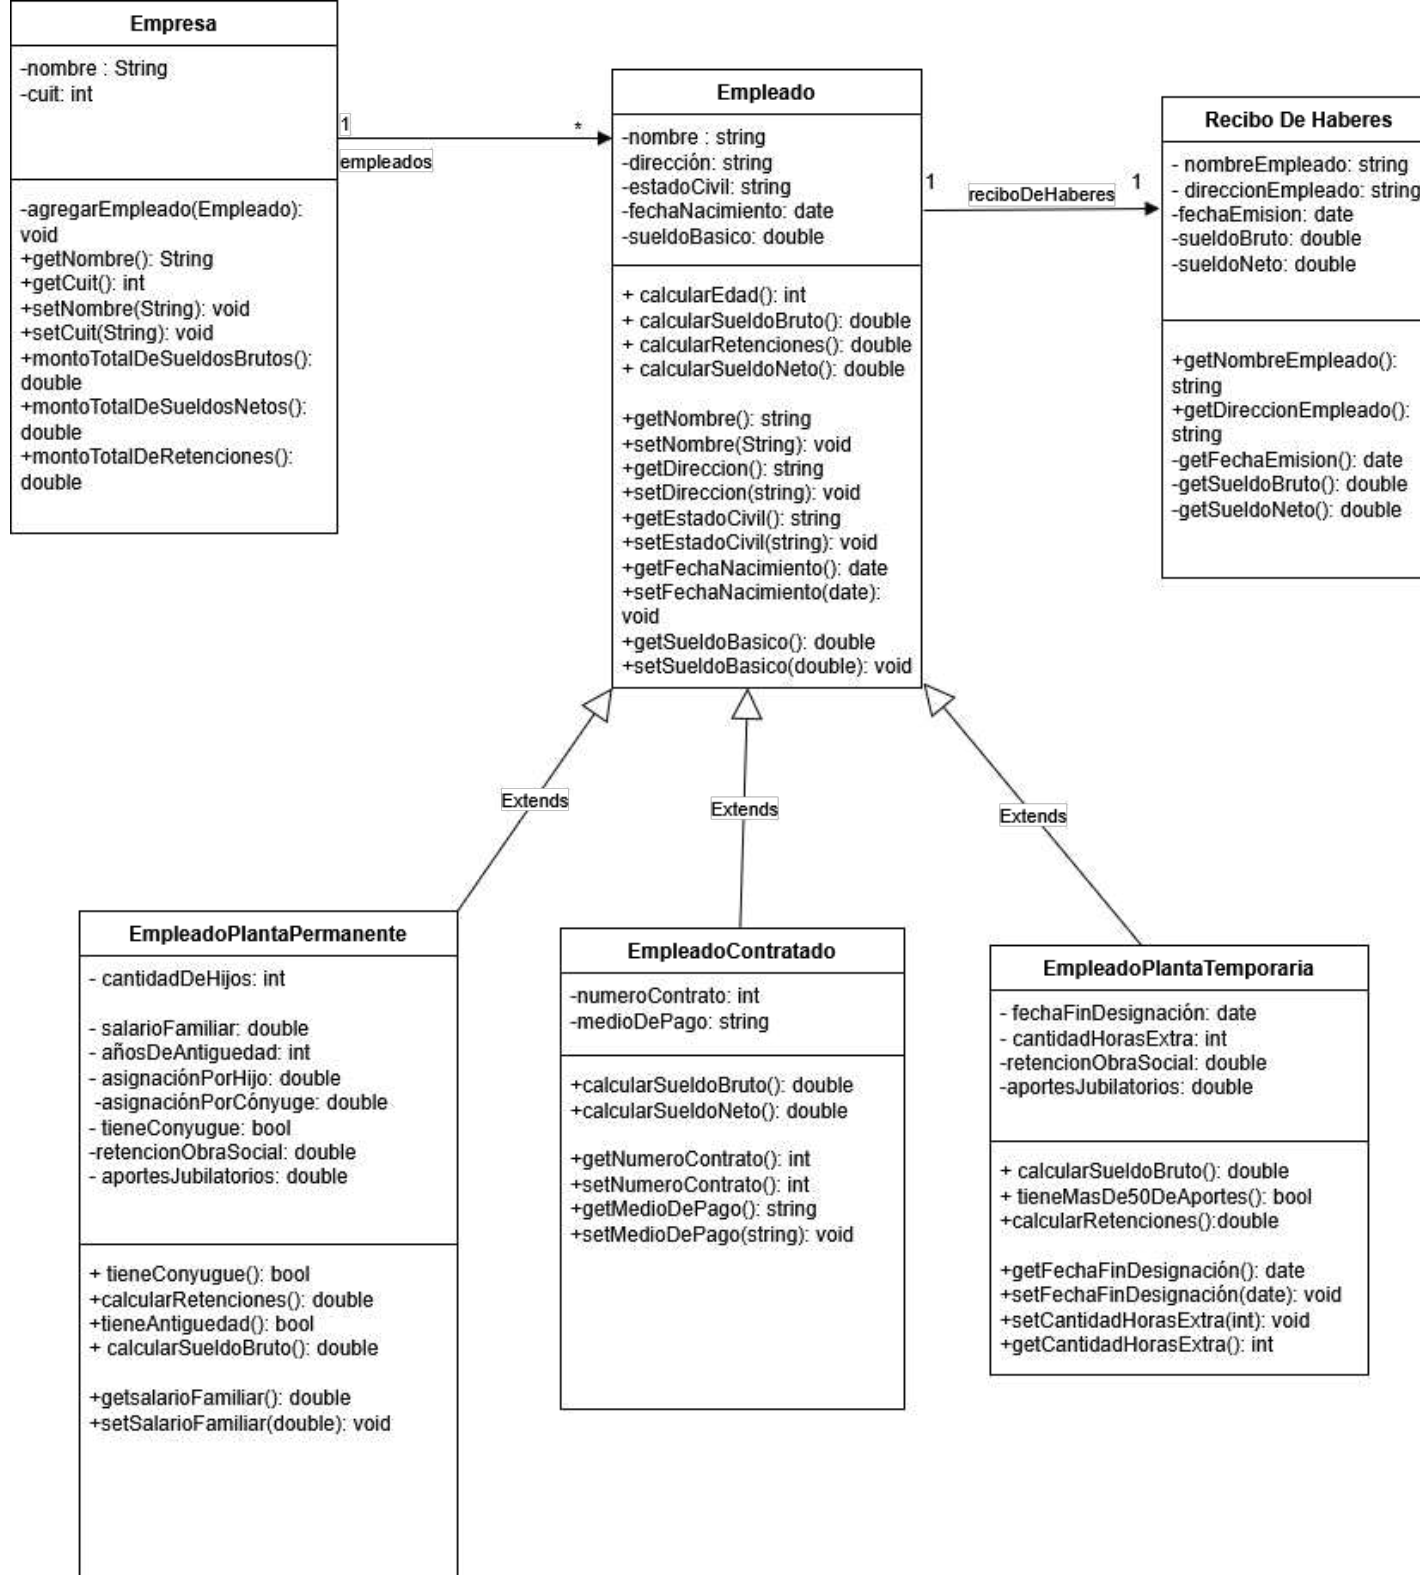 Empresa
-nombre : String
-cuit: int
-agregarEmpleado(Empleado):
void
+getNombre(): String
+getCuit(): int
+setNombre(String): void
+setCuit(String): void
+montoTotalDeSueldosBrutos():
double
+montoTotalDeSueldosNetos():
double
+montoTotalDeRetenciones():
double
1
*
empleados
Empleado
-nombre : string
-dirección: string
-estadoCivil: string
-fechaNacimiento: date
-sueldoBasico: double
+ calcularEdad(): int
+ calcularSueldoBruto(): double
+ calcularRetenciones(): double
+ calcularSueldoNeto(): double
+getNombre(): string
+setNombre(String): void
+getDireccion(): string
+setDireccion(string): void
+getEstadoCivil(): string
+setEstadoCivil(string): void
+getFechaNacimiento(): date
+setFechaNacimiento(date):
void
+getSueldoBasico(): double
+setSueldoBasico(double): void
1
reciboDeHaberes
1
Recibo De Haberes
- nombreEmpleado: string
- direccionEmpleado: string
-fechaEmision: date
-sueldoBruto: double
-sueldoNeto: double
+getNombreEmpleado():
string
+getDireccionEmpleado():
string
-getFechaEmision(): date
-getSueldoBruto(): double
-getSueldoNeto(): double
Extends
Extends
Extends
EmpleadoPlantaPermanente
- cantidadDeHijos: int
- salarioFamiliar: double
- añosDeAntiguedad: int
- asignaciónPorHijo: double
-asignaciónPorCónyuge: double
- tieneConyugue: bool
-retencionObraSocial: double
- aportesJubilatorios: double
+ tieneConyugue(): bool
+calcularRetenciones(): double
+tieneAntiguedad(): bool
+ calcularSueldoBruto(): double
+getsalarioFamiliar(): double
+setSalarioFamiliar(double): void
EmpleadoContratado
-numeroContrato: int
-medioDePago: string
+calcularSueldoBruto(): double
+calcularSueldoNeto(): double
+getNumeroContrato(): int
+setNumeroContrato(): int
+getMedioDePago(): string
+setMedioDePago(string): void
EmpleadoPlantaTemporaria
- fechaFinDesignación: date
- cantidadHorasExtra: int
-retencionObraSocial: double
-aportesJubilatorios: double
+ calcularSueldoBruto(): double
+ tieneMasDe50DeAportes(): bool
+calcularRetenciones():double
+getFechaFinDesignación(): date
+setFechaFinDesignación(date): void
+setCantidadHorasExtra(int): void
+getCantidadHorasExtra(): int